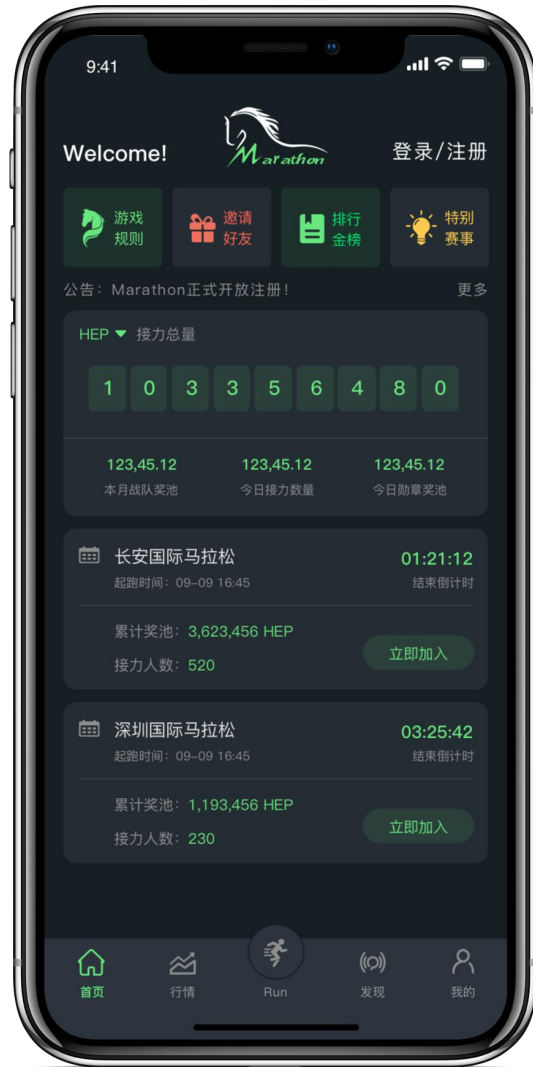 9:41
Welcome!
Marathon
登录/注册
游戏
规则
邀请
好友
排行
金榜
特别
赛事
公告：Marathon正式开放注册！
更多
HEP 接力总量
1 0 3 3 5 6 4 8 0
123,45.12 123,45.12 123,45.12
本月战队奖池 今日接力数量 今日勋章奖池
长安国际马拉松 01:21:12
起跑时间：09-09 16:45 结束倒计时
累计奖池：3,623,456 HEP
接力人数：520
立即加入
深圳国际马拉松 03:25:42
起跑时间：09-09 16:45 结束倒计时
累计奖池：1,193,456 HEP
接力人数：230
立即加入
首页 行情 Run 发现 我的